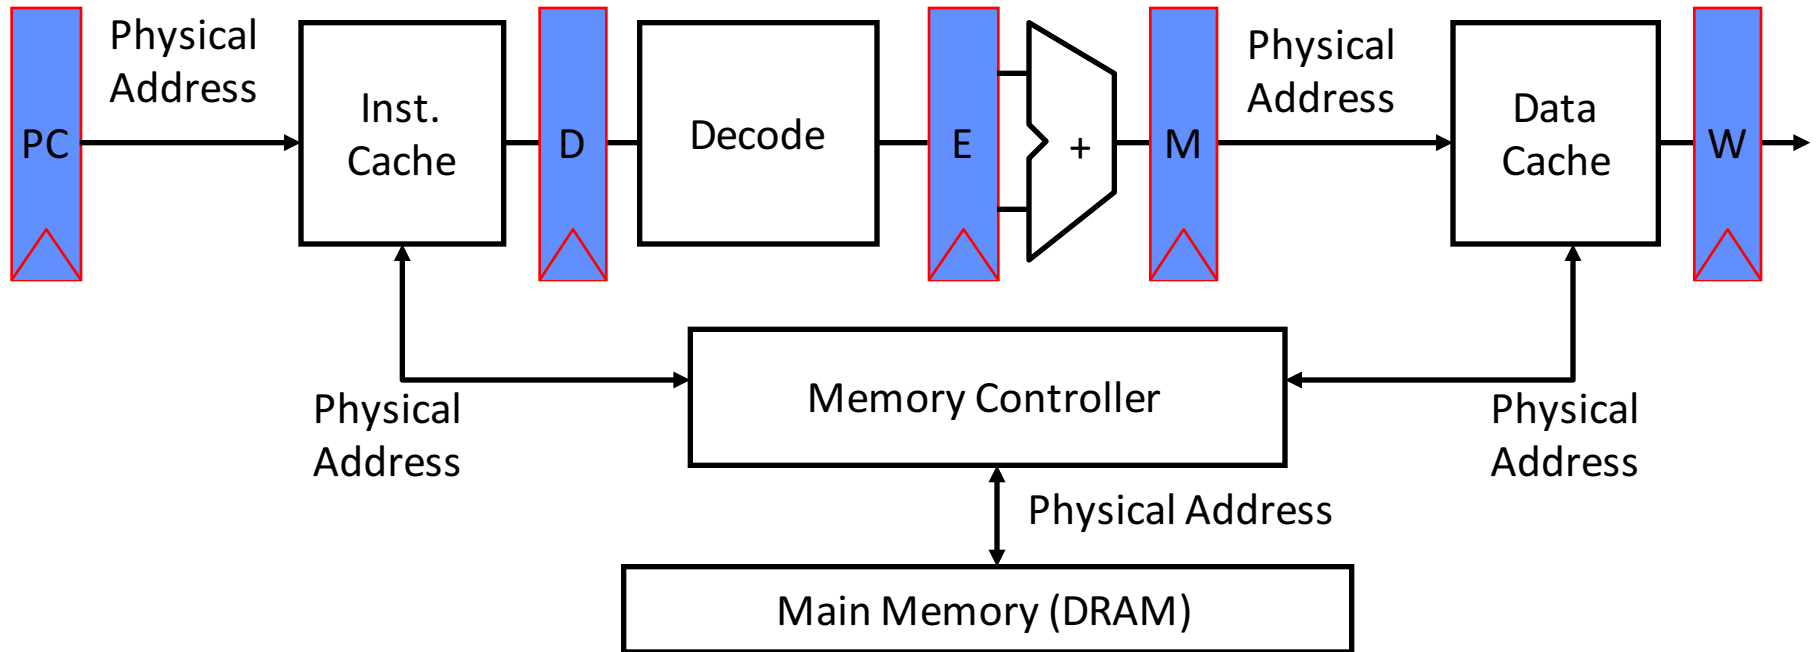 Physical
Address
PC
Inst.
Cache
D
Decode
E
+
M
Physical
Address
Data
Cache
W
Physical
Address
Memory Controller
Physical
Address
Physical Address
Main Memory (DRAM)